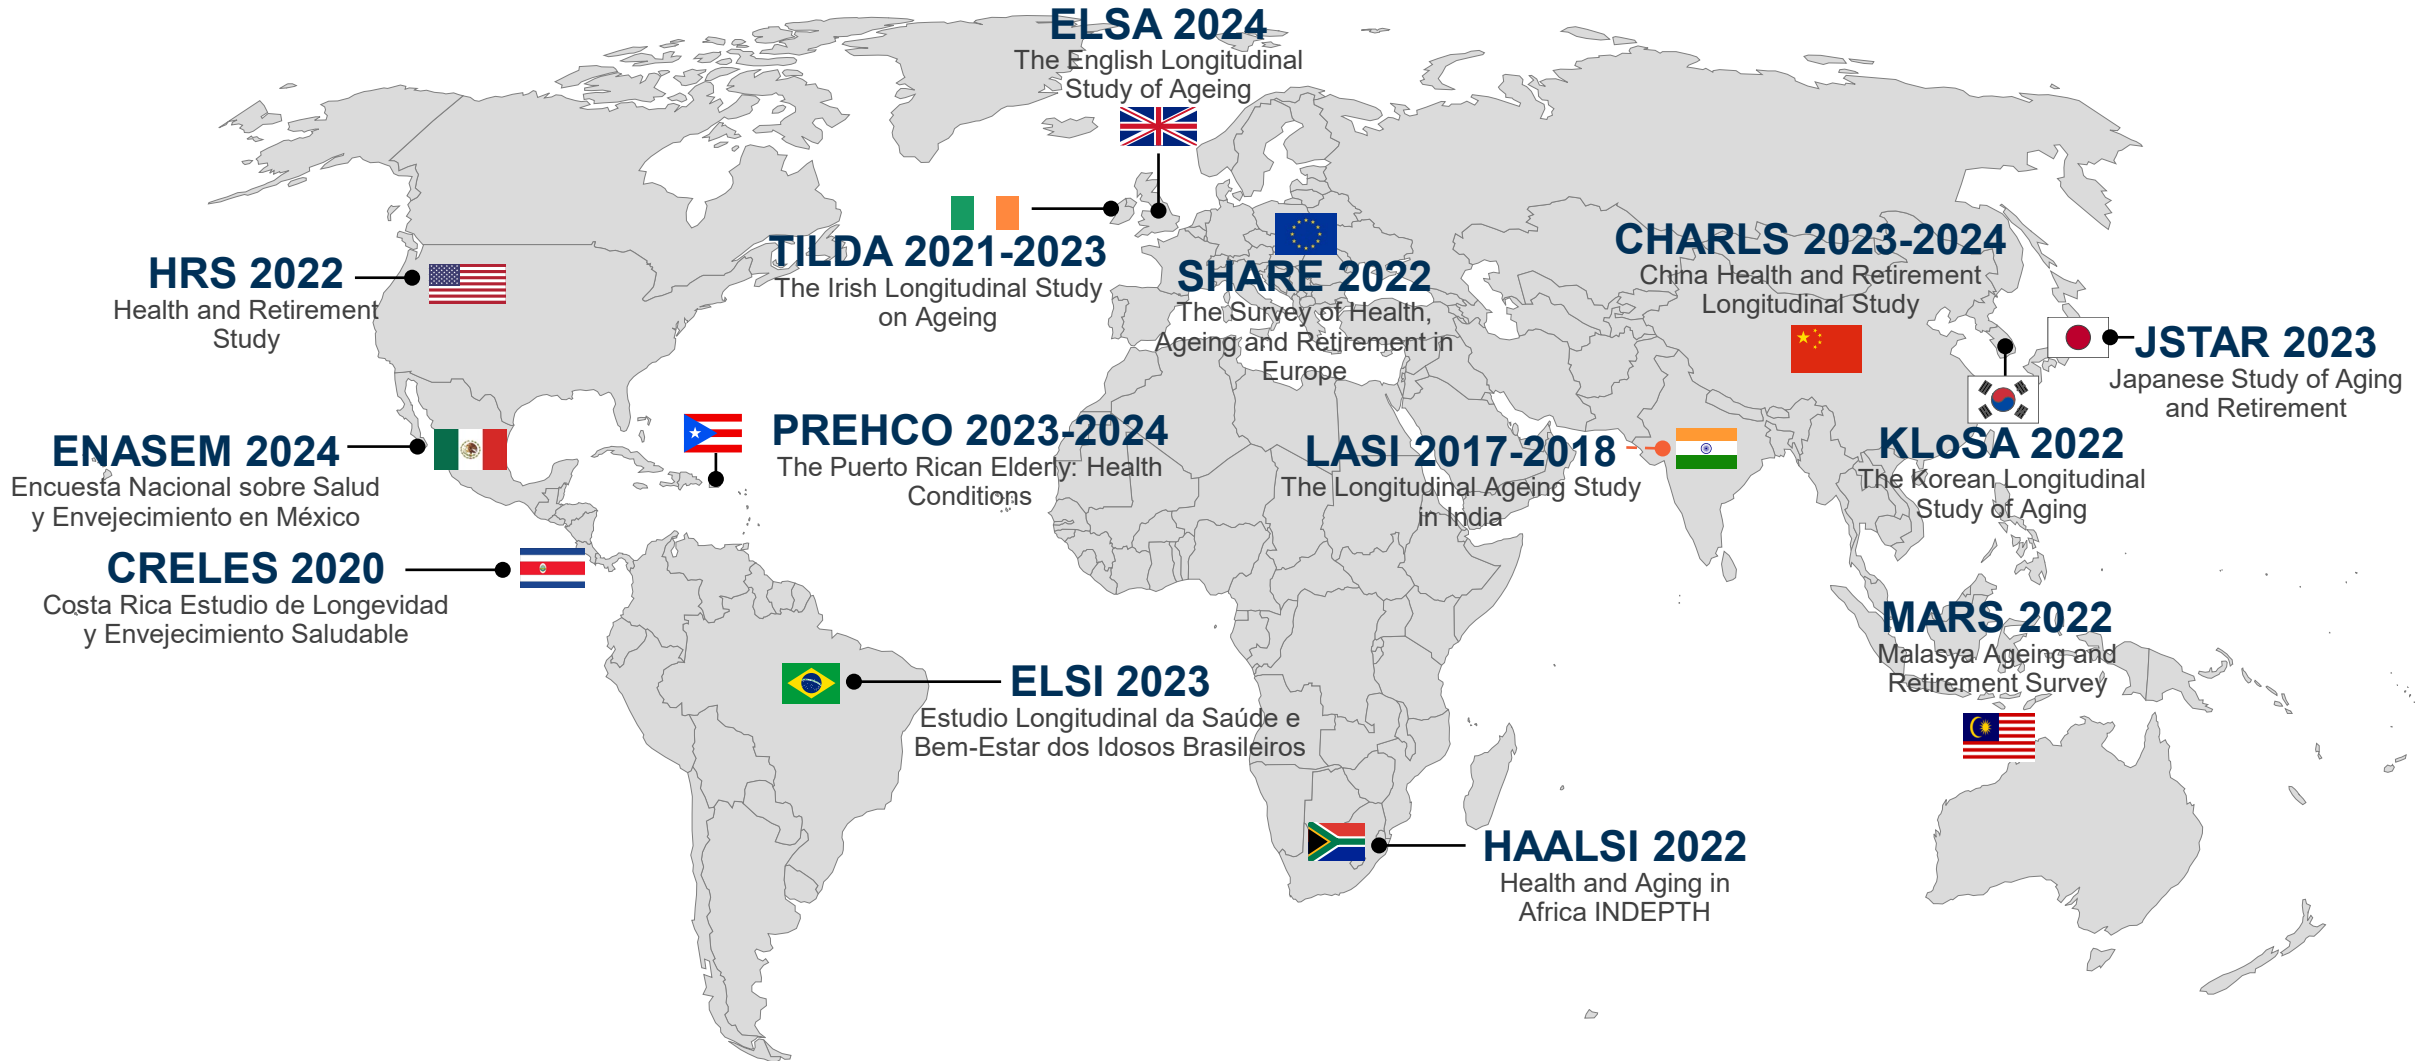 ELSA 2024
The English Longitudinal
Study of Ageing
TILDA 2021-2023
The Irish Longitudinal Study
on Ageing
HRS 2022
Health and Retirement
Study
SHARE 2022
The Survey of Health,
Ageing and Retirement in
Europe
CHARLS 2023-2024
China Health and Retirement
Longitudinal Study
JSTAR 2023
Japanese Study of Aging
and Retirement
ENASEM 2024
Encuesta Nacional sobre Salud
y Envejecimiento en México
PREHCO 2023-2024
The Puerto Rican Elderly: Health
Conditions
LASI 2017-2018
The Longitudinal Ageing Study
in India
KLoSA 2022
The Korean Longitudinal
Study of Aging
CRELES 2020
Costa Rica Estudio de Longevidad
y Envejecimiento Saludable
MARS 2022
Malasya Ageing and
Retirement Survey
ELSI 2023
Estudio Longitudinal da Saúde e
Bem-Estar dos Idosos Brasileiros
HAALSI 2022
Health and Aging in
Africa INDEPTH